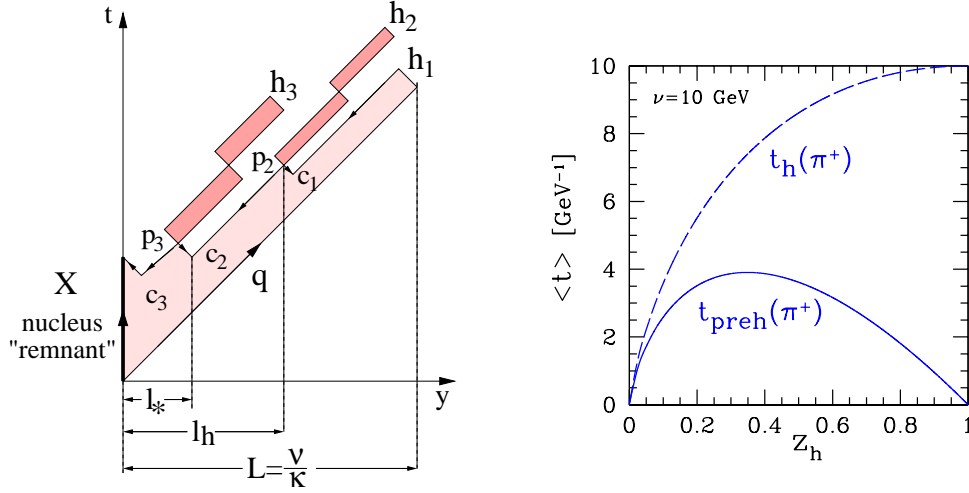 t
h₂
h₁
h₃
p₂
c₁
p₃
c₂
q
X
c₃
nucleus
"remnant"
y
l*
lh
L=ν/κ
10
8
6
4
2
0
<t> [GeV⁻¹]
ν=10 GeV
th(π⁺)
tpreh(π⁺)
0 0.2 0.4 0.6 0.8 1
Zh